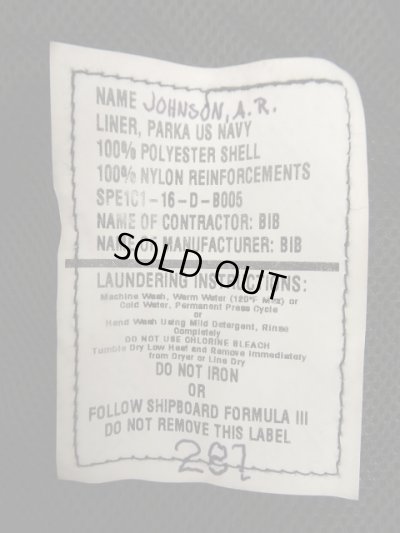 NAME JOHNSON, A.R.
LINER, PARKA US NAVY
100% POLYESTER SHELL
100% NYLON REINFORCEMENTS
SPE1C1-16-D-B005
NAME OF CONTRACTOR: BIB
NAME OF MANUFACTURER: BIB
SOLD OUT
LAUNDERING INSTRUCTIONS:
Machine Wash, Warm Water (120°F Max) or
Cold Water, Permanent Press Cycle
or
Hand Wash Using Mild Detergent, Rinse
Completely
DO NOT USE CHLORINE BLEACH
Tumble Dry Low Heat and Remove Immediately
from Dryer or Line Dry
DO NOT IRON
OR
FOLLOW SHIPBOARD FORMULA III
DO NOT REMOVE THIS LABEL
281